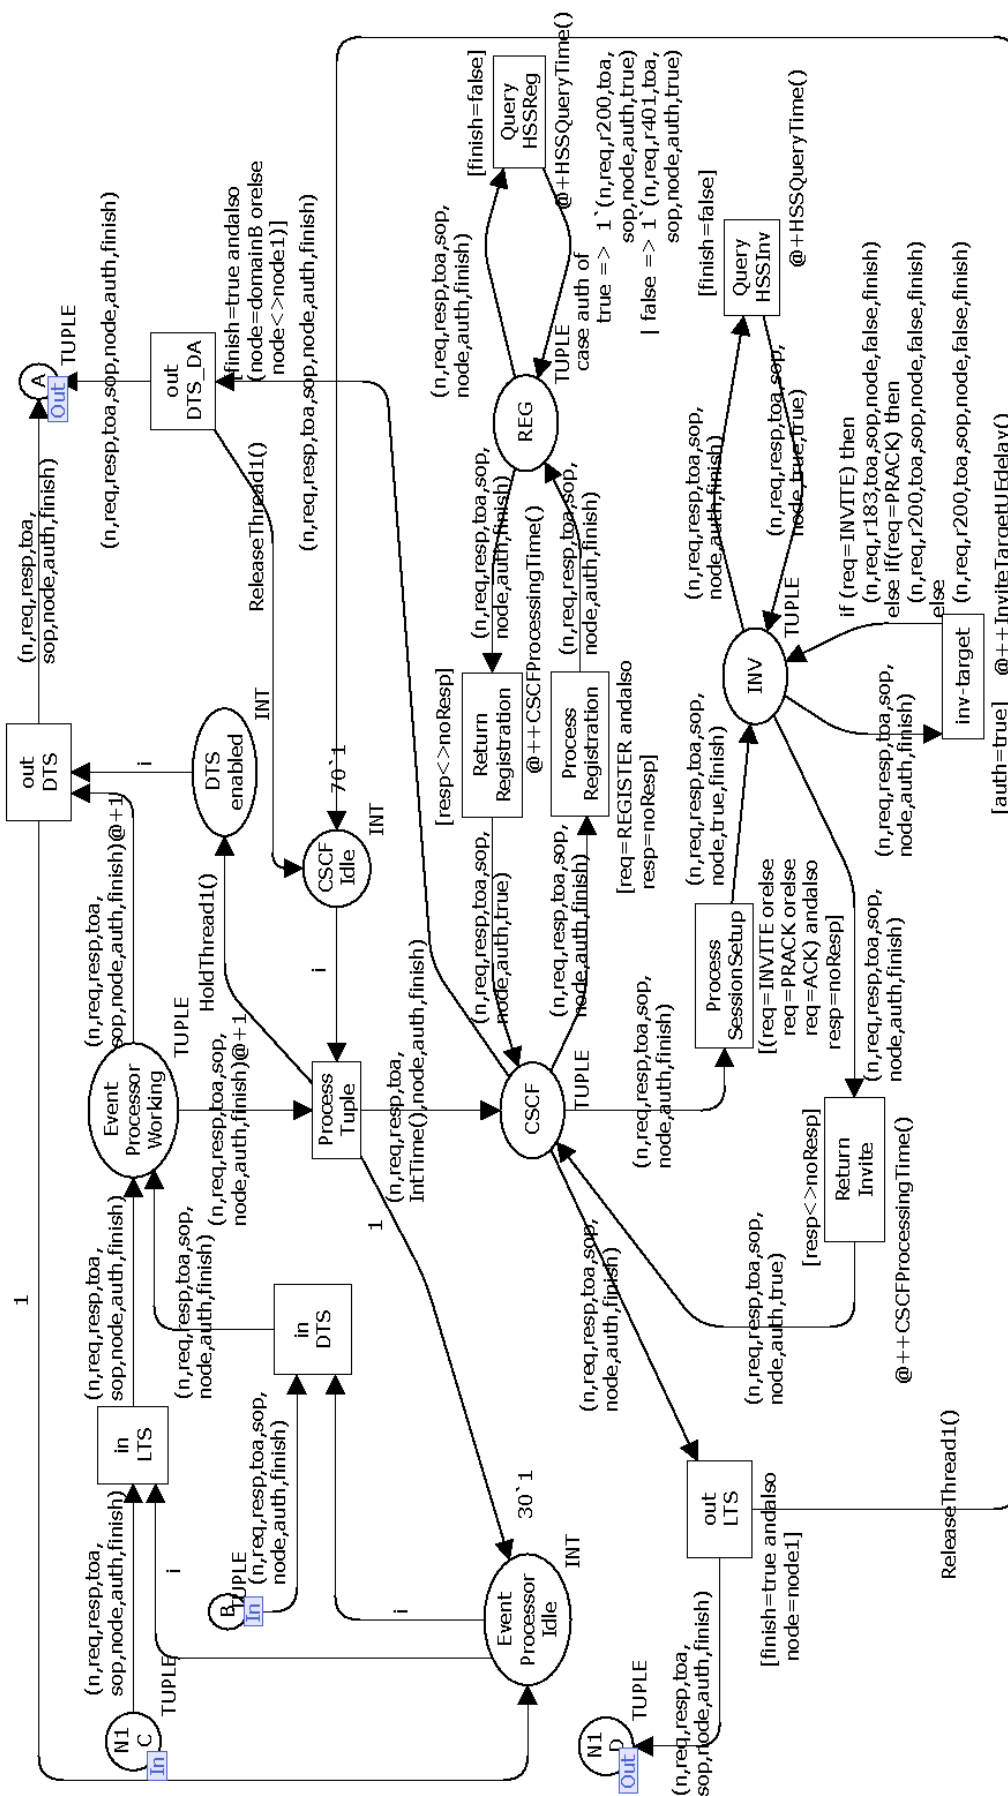 1
(n,req,resp,toa,
sop,node,auth,finish)
N1
C
In
TUPLE
i
in
LTS
(n,req,resp,toa,
sop,node,auth,finish)
(n,req,resp,toa,sop,
node,auth,finish)
B
In
TUPLE
(n,req,resp,toa,sop,
node,auth,finish)
in
DTS
i
Event
Processor
Idle
INT
30`1
Event
Processor
Working
TUPLE
(n,req,resp,toa,
sop,node,auth,finish)@+1
(n,req,resp,toa,sop,
node,auth,finish)@+1
HoldThread1()
out
DTS
(n,req,resp,toa,
sop,node,auth,finish)
i
DTS
enabled
INT
A
Out
TUPLE
(n,req,resp,toa,sop,node,auth,finish)
out
DTS_DA
[finish=true andalso
(node=domainB orelse
node<>node1)]
ReleaseThread1()
(n,req,resp,toa,sop,node,auth,finish)
CSCF
Idle
INT
70`1
i
Process
Tuple
1
(n,req,resp,toa,
IntTime(),node,auth,finish)
CSCF
TUPLE
(n,req,resp,toa,sop,
node,auth,true)
(n,req,resp,toa,sop,
node,auth,finish)
[resp<>noResp]
Return
Registration
@++CSCFProcessingTime()
Process
Registration
[req=REGISTER andalso
resp=noResp]
(n,req,resp,toa,sop,
node,auth,finish)
(n,req,resp,toa,sop,
node,auth,finish)
REG
TUPLE
(n,req,resp,toa,sop,
node,auth,finish)
[finish=false]
Query
HSSReg
@+HSSQueryTime()
case auth of
true => 1`(n,req,r200,toa,
sop,node,auth,true)
| false => 1`(n,req,r401,toa,
sop,node,auth,true)
(n,req,resp,toa,sop,
node,auth,finish)
Process
SessionSetup
[(req=INVITE orelse
req=PRACK orelse
req=ACK) andalso
resp=noResp]
(n,req,resp,toa,sop,
node,true,finish)
INV
TUPLE
(n,req,resp,toa,sop,
node,auth,finish)
[finish=false]
Query
HSSInv
@+HSSQueryTime()
(n,req,resp,toa,sop,
node,true,true)
if (req=INVITE) then
(n,req,r183,toa,sop,node,false,finish)
else if(req=PRACK) then
(n,req,r200,toa,sop,node,false,finish)
else
(n,req,r200,toa,sop,node,false,finish)
inv-target
[auth=true]
@++InviteTargetUEdelay()
(n,req,resp,toa,sop,
node,auth,finish)
(n,req,resp,toa,sop,
node,auth,finish)
[resp<>noResp]
Return
Invite
@++CSCFProcessingTime()
(n,req,resp,toa,sop,
node,auth,true)
(n,req,resp,toa,sop,
node,auth,finish)
out
LTS
[finish=true andalso
node=node1]
ReleaseThread1()
(n,req,resp,toa,
sop,node,auth,finish)
N1
D
Out
TUPLE